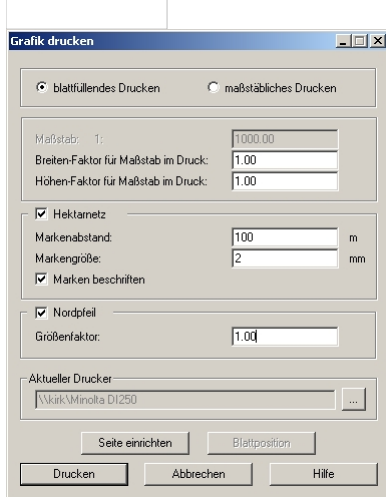 Grafik drucken
blattfüllendes Drucken maßstäbliches Drucken
Maßstab: 1: 1000.00
Breiten-Faktor für Maßstab im Druck: 1.00
Höhen-Faktor für Maßstab im Druck: 1.00
Hektarnetz
Markenabstand: 100 m
Markengröße: 2 mm
Marken beschriften
Nordpfeil
Größenfaktor: 1.00
Aktueller Drucker
\\kirk\Minolta DI250 ...
Seite einrichten Blattposition
Drucken Abbrechen Hilfe